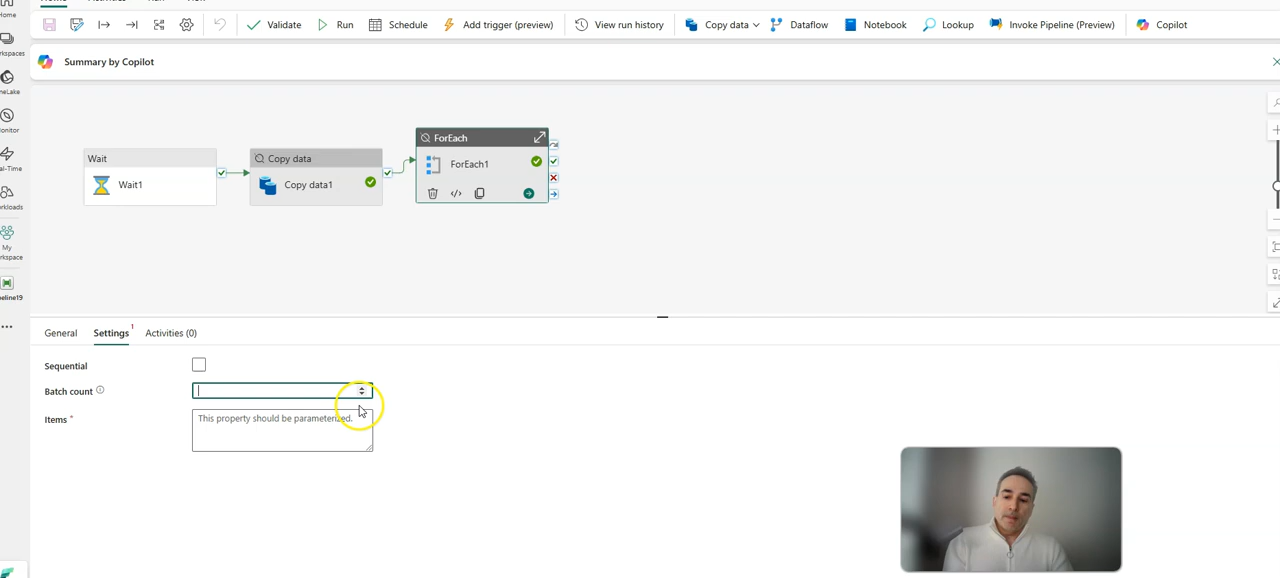 Validate
Run
Schedule
Add trigger (preview)
View run history
Copy data
Dataflow
Notebook
Lookup
Invoke Pipeline (Preview)
Copilot
Summary by Copilot
My
Wait
Wait1
Copy data
Copy data1
ForEach
ForEach1
General
Settings 1
Activities (0)
Sequential
Batch count
Items *
This property should be parameterized.